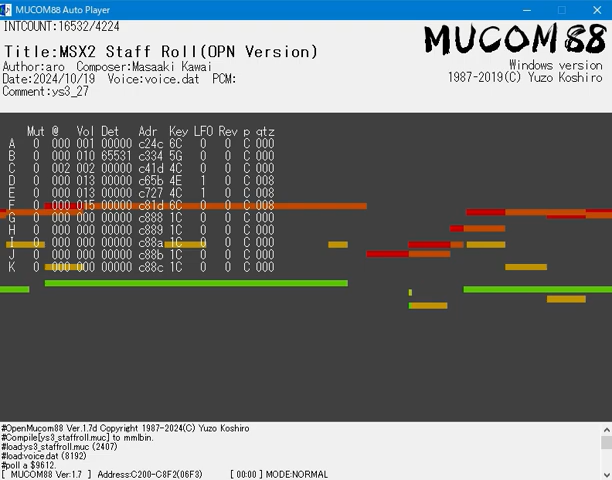 MUCOM88 Auto Player
INTCOUNT:16532/4224
MUCOM88
Title:MSX2 Staff Roll(OPN Version)
Author:aro Composer:Masaaki Kawai
Windows version
Date:2024/10/19 Voice:voice.dat PCM:
1987-2019(C) Yuzo Koshiro
Comment:ys3_27
Mut @ Vol Det Adr Key LFO Rev p qtz
A 0 000 001 00000 c24c 6C 0 0 C 000
B 0 000 010 65531 c334 5G 0 0 C 000
C 0 002 002 00000 c41d 4C 0 0 C 000
D 0 000 013 00000 c65b 4E 1 0 C 008
E 0 000 013 00000 c727 4C 1 0 C 008
F 0 000 015 00000 c81d 6C 0 0 C 008
G 0 000 000 00000 c888 1C 0 0 C 000
H 0 000 000 00000 c889 1C 0 0 C 000
I 0 000 000 00000 c88a 1C 0 0 C 000
J 0 000 000 00000 c88b 1C 0 0 C 000
K 0 000 000 00000 c88c 1C 0 0 C 000
#OpenMucom88 Ver.1.7d Copyright 1987-2024(C) Yuzo Koshiro
#Compile[ys3_staffroll.muc] to mmlbin.
#load:ys3_staffroll.muc (2407)
#load:voice.dat (8192)
#poll a $9612.
[ MUCOM88 Ver:1.7 ] Address:C200-C8F2(06F3) [ 00:00 ] MODE:NORMAL